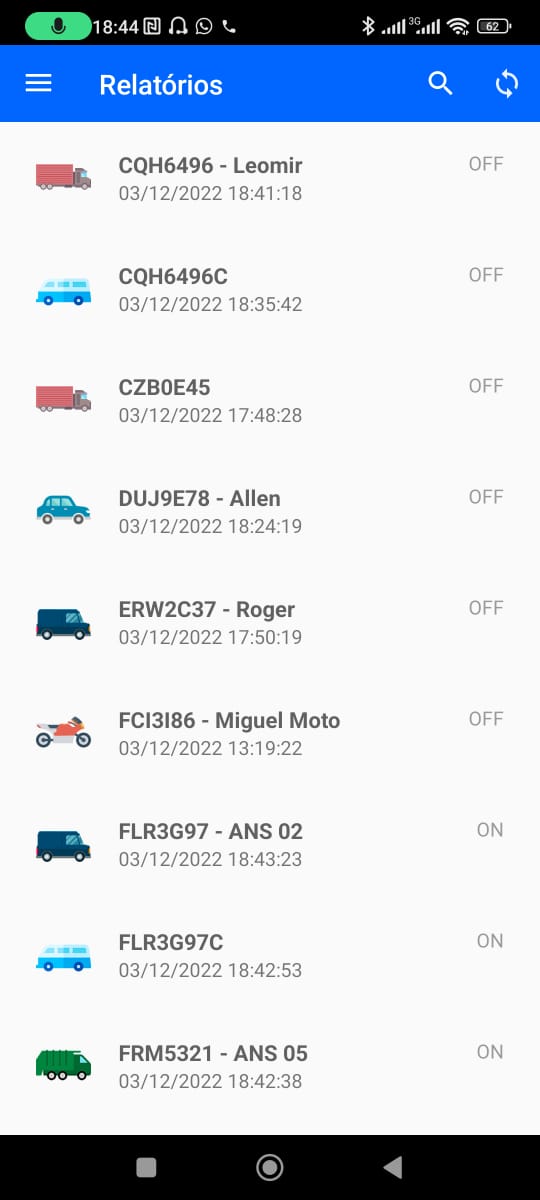 18:44
3G
62
Relatórios
CQH6496 - Leomir
OFF
03/12/2022 18:41:18
CQH6496C
OFF
03/12/2022 18:35:42
CZB0E45
OFF
03/12/2022 17:48:28
DUJ9E78 - Allen
OFF
03/12/2022 18:24:19
ERW2C37 - Roger
OFF
03/12/2022 17:50:19
FCI3I86 - Miguel Moto
OFF
03/12/2022 13:19:22
FLR3G97 - ANS 02
ON
03/12/2022 18:43:23
FLR3G97C
ON
03/12/2022 18:42:53
FRM5321 - ANS 05
ON
03/12/2022 18:42:38